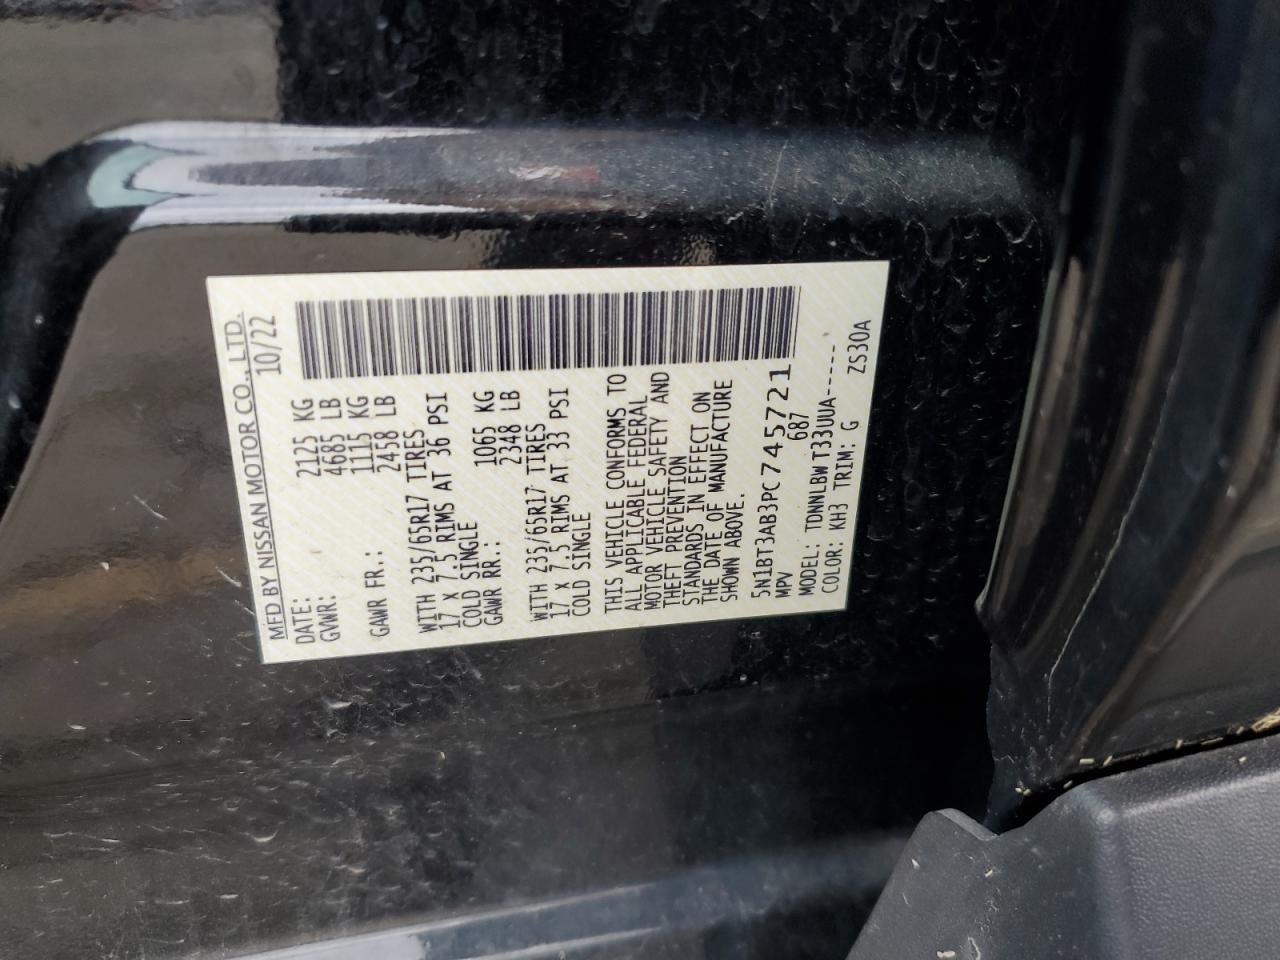 MFD BY NISSAN MOTOR CO., LTD.
DATE: 10/22
GVWR: 2125 KG
4685 LB
GAWR FR.: 1115 KG
2458 LB
WITH 235/65R17 TIRES
17 X 7.5 RIMS AT 36 PSI
COLD SINGLE
GAWR RR.: 1065 KG
2348 LB
WITH 235/65R17 TIRES
17 X 7.5 RIMS AT 33 PSI
COLD SINGLE
THIS VEHICLE CONFORMS TO
ALL APPLICABLE FEDERAL
MOTOR VEHICLE SAFETY AND
THEFT PREVENTION
STANDARDS IN EFFECT ON
THE DATE OF MANUFACTURE
SHOWN ABOVE.
5N1BT3AB3PC745721
MPV 687
MODEL: TDNNLBW T33UUA-----
COLOR: KH3 TRIM: G ZS30A